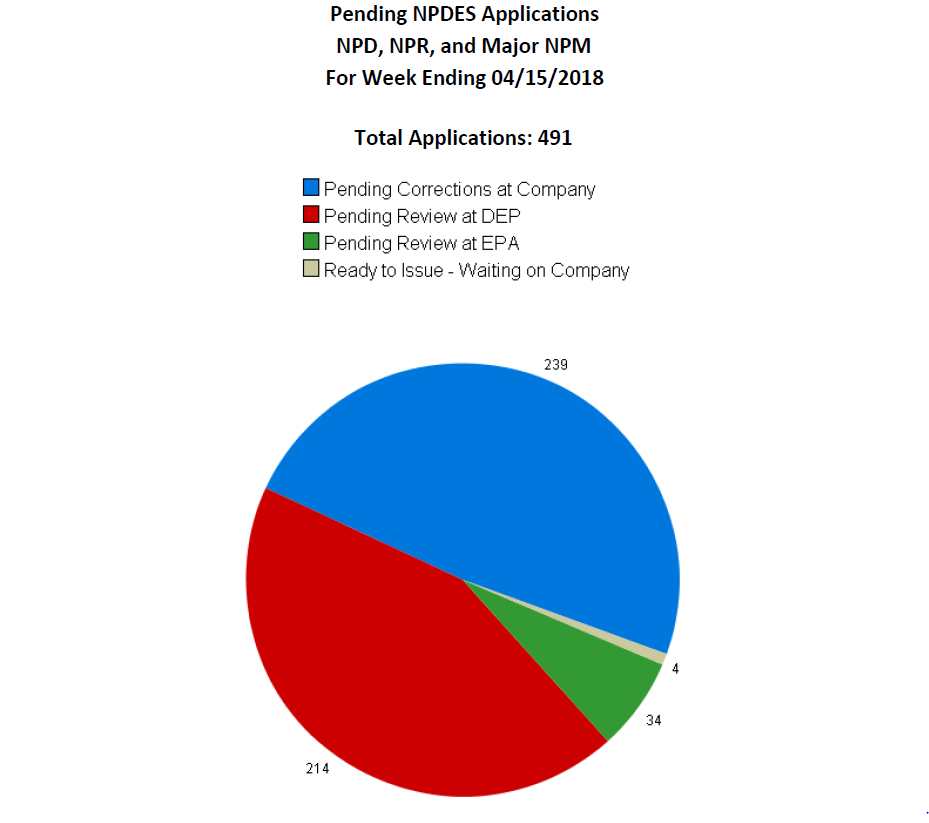 Pending NPDES Applications
NPD, NPR, and Major NPM
For Week Ending 04/15/2018
Total Applications: 491
Pending Corrections at Company
Pending Review at DEP
Pending Review at EPA
Ready to Issue - Waiting on Company
239
4
34
214